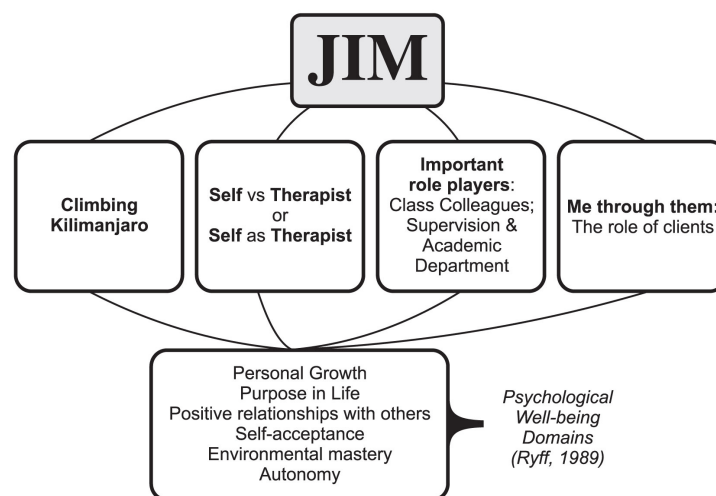 JIM
Climbing
Kilimanjaro
Self vs Therapist
or
Self as Therapist
Important
role players:
Class Colleagues;
Supervision &
Academic
Department
Me through them:
The role of clients
Personal Growth
Purpose in Life
Positive relationships with others
Self-acceptance
Environmental mastery
Autonomy
Psychological
Well-being
Domains
(Ryff, 1989)